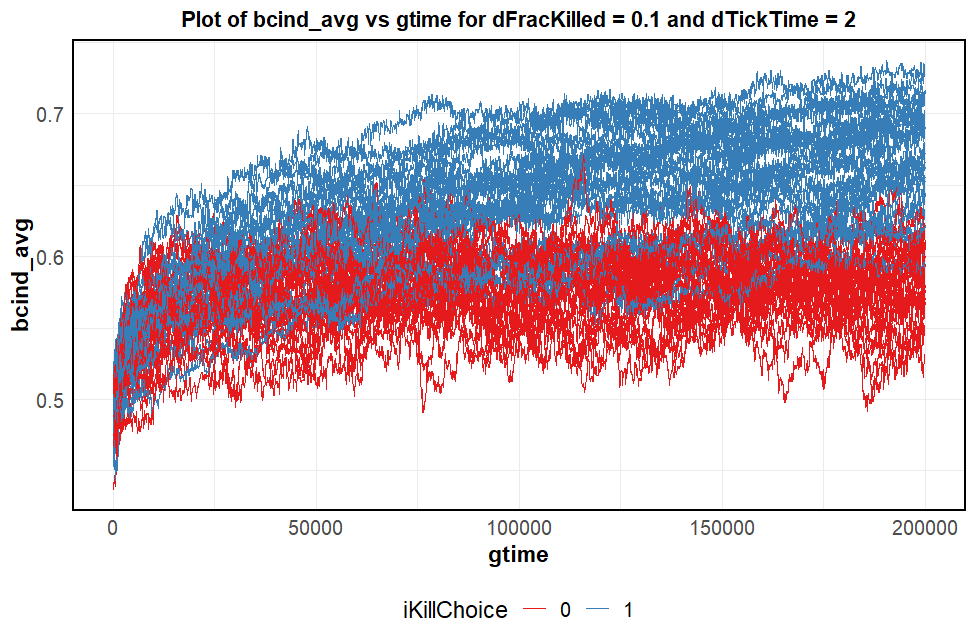 Plot of bcind_avg vs gtime for dFracKilled = 0.1 and dTickTime = 2
bcind_avg
0.7
0.6
0.5
0
50000
100000
150000
200000
gtime
iKillChoice 0 1